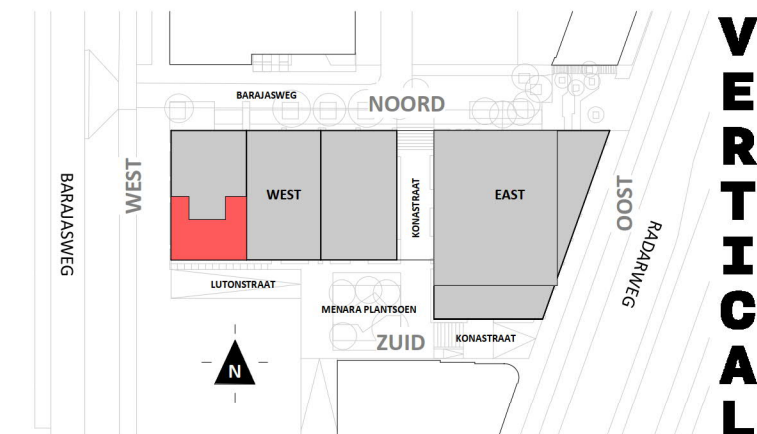 BARAJASWEG
NOORD
WEST
BARAJASWEG
WEST
KONASTRAAT
EAST
OOST
RADARWEG
LUTONSTRAAT
MENARA PLANTSOEN
ZUID
KONASTRAAT
N
VERTICAL